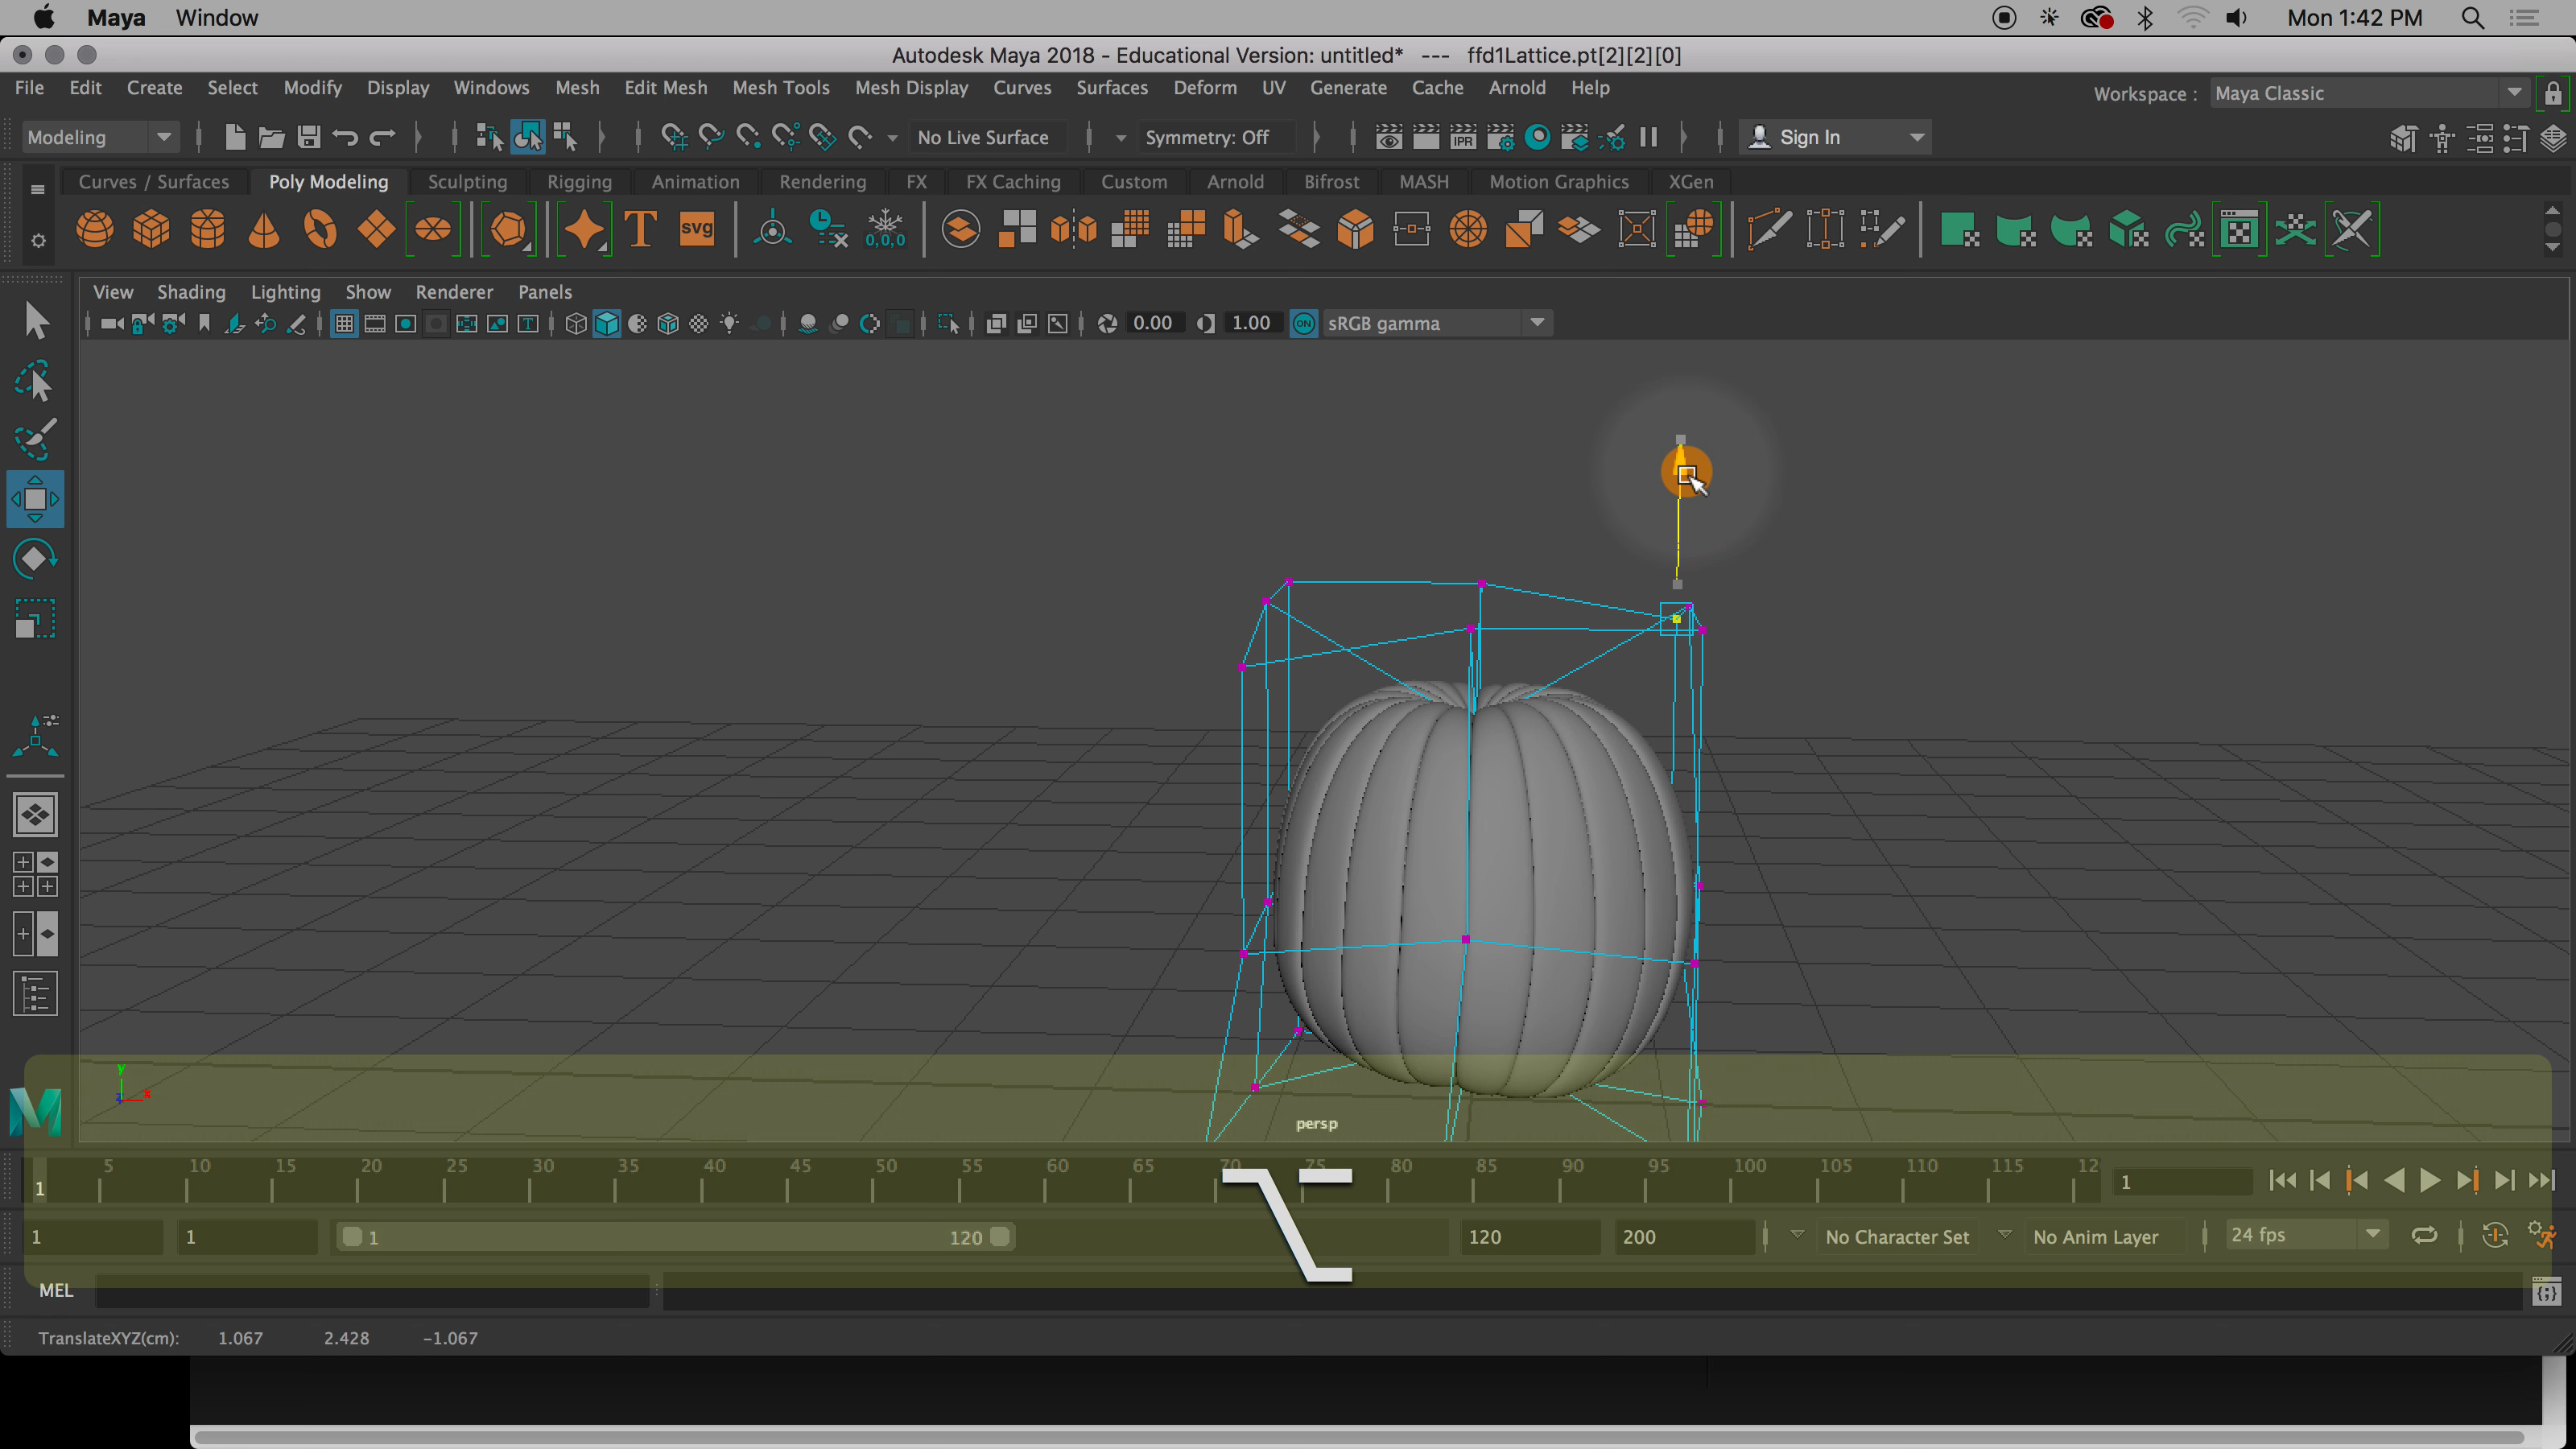 Maya Window Mon 1:42 PM
Autodesk Maya 2018 - Educational Version: untitled* --- ffd1Lattice.pt[2][2][0]
File Edit Create Select Modify Display Windows Mesh Edit Mesh Mesh Tools Mesh Display Curves Surfaces Deform UV Generate Cache Arnold Help Workspace : Maya Classic
Modeling No Live Surface Symmetry: Off IPR Sign In
Curves / Surfaces Poly Modeling Sculpting Rigging Animation Rendering FX FX Caching Custom Arnold Bifrost MASH Motion Graphics XGen
T svg 0,0,0
View Shading Lighting Show Renderer Panels
T 0.00 1.00 ON sRGB gamma
y
z x
M
persp
5 10 15 20 25 30 35 40 45 50 55 60 65 70 75 80 85 90 95 100 105 110 115 12
1 1
1 1 1 120 120 200 No Character Set No Anim Layer 24 fps
MEL {;}
TranslateXYZ(cm): 1.067 2.428 -1.067